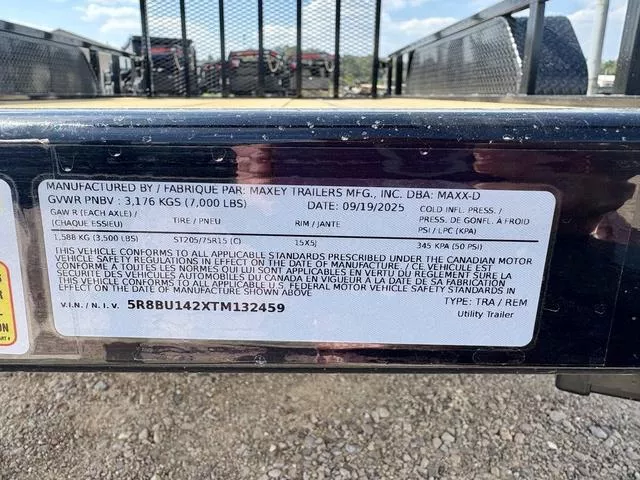 MANUFACTURED BY / FABRIQUE PAR: MAXEY TRAILERS MFG., INC. DBA: MAXX-D
GVWR PNBV : 3,176 KGS (7,000 LBS) DATE: 09/19/2025 COLD INFL. PRESS./
GAW R (EACH AXLE) / TIRE / PNEU RIM / JANTE PRESS. DE GONFL. À FROID
(CHAQUE ESSIEU) PSI / LPC (KPA)
1,588 KG (3,500 LBS) ST205/75R15 (C) 15X5J 345 KPA (50 PSI)
THIS VEHICLE CONFORMS TO ALL APPLICABLE STANDARDS PRESCRIBED UNDER THE CANADIAN MOTOR
VEHICLE SAFETY REGULATIONS IN EFFECT ON THE DATE OF MANUFACTURE. / CE VÉHICULE EST
CONFORME A TOUTES LES NORMES QUI LUI SONT APPLICABLES EN VERTU DU RÈGLEMENT SUR LA
SÉCURITÉ DES VÉHICULES AUTOMOBILES DU CANADA EN VIGUEUR À LA DATE DE SA FABRICATION
THIS VEHICLE CONFORMS TO ALL APPLICABLE U.S. FEDERAL MOTOR VEHICLE SAFETY STANDARDS IN
EFFECT ON THE DATE OF MANUFACTURE SHOWN ABOVE
V.I.N. / N. I. V. 5R8BU142XTM132459 TYPE: TRA / REM
Utility Trailer